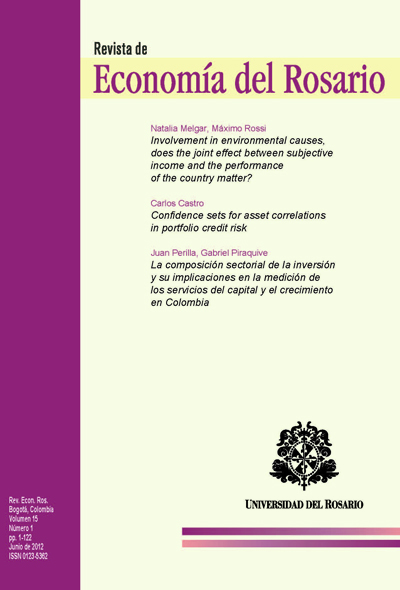 Revista de
Economía del Rosario
Natalia Melgar, Máximo Rossi
Involvement in environmental causes,
does the joint effect between subjective
income and the performance
of the country matter?
Carlos Castro
Confidence sets for asset correlations
in portfolio credit risk
Juan Perilla, Gabriel Piraquive
La composición sectorial de la inversión
y su implicaciones en la medición de
los servicios del capital y el crecimiento
en Colombia
UNIVERSIDAD DEL ROSARIO
Rev. Econ. Ros.
Bogotá, Colombia
Volumen 15
Número 1
pp. 1-122
Junio de 2012
ISSN 0123-5362